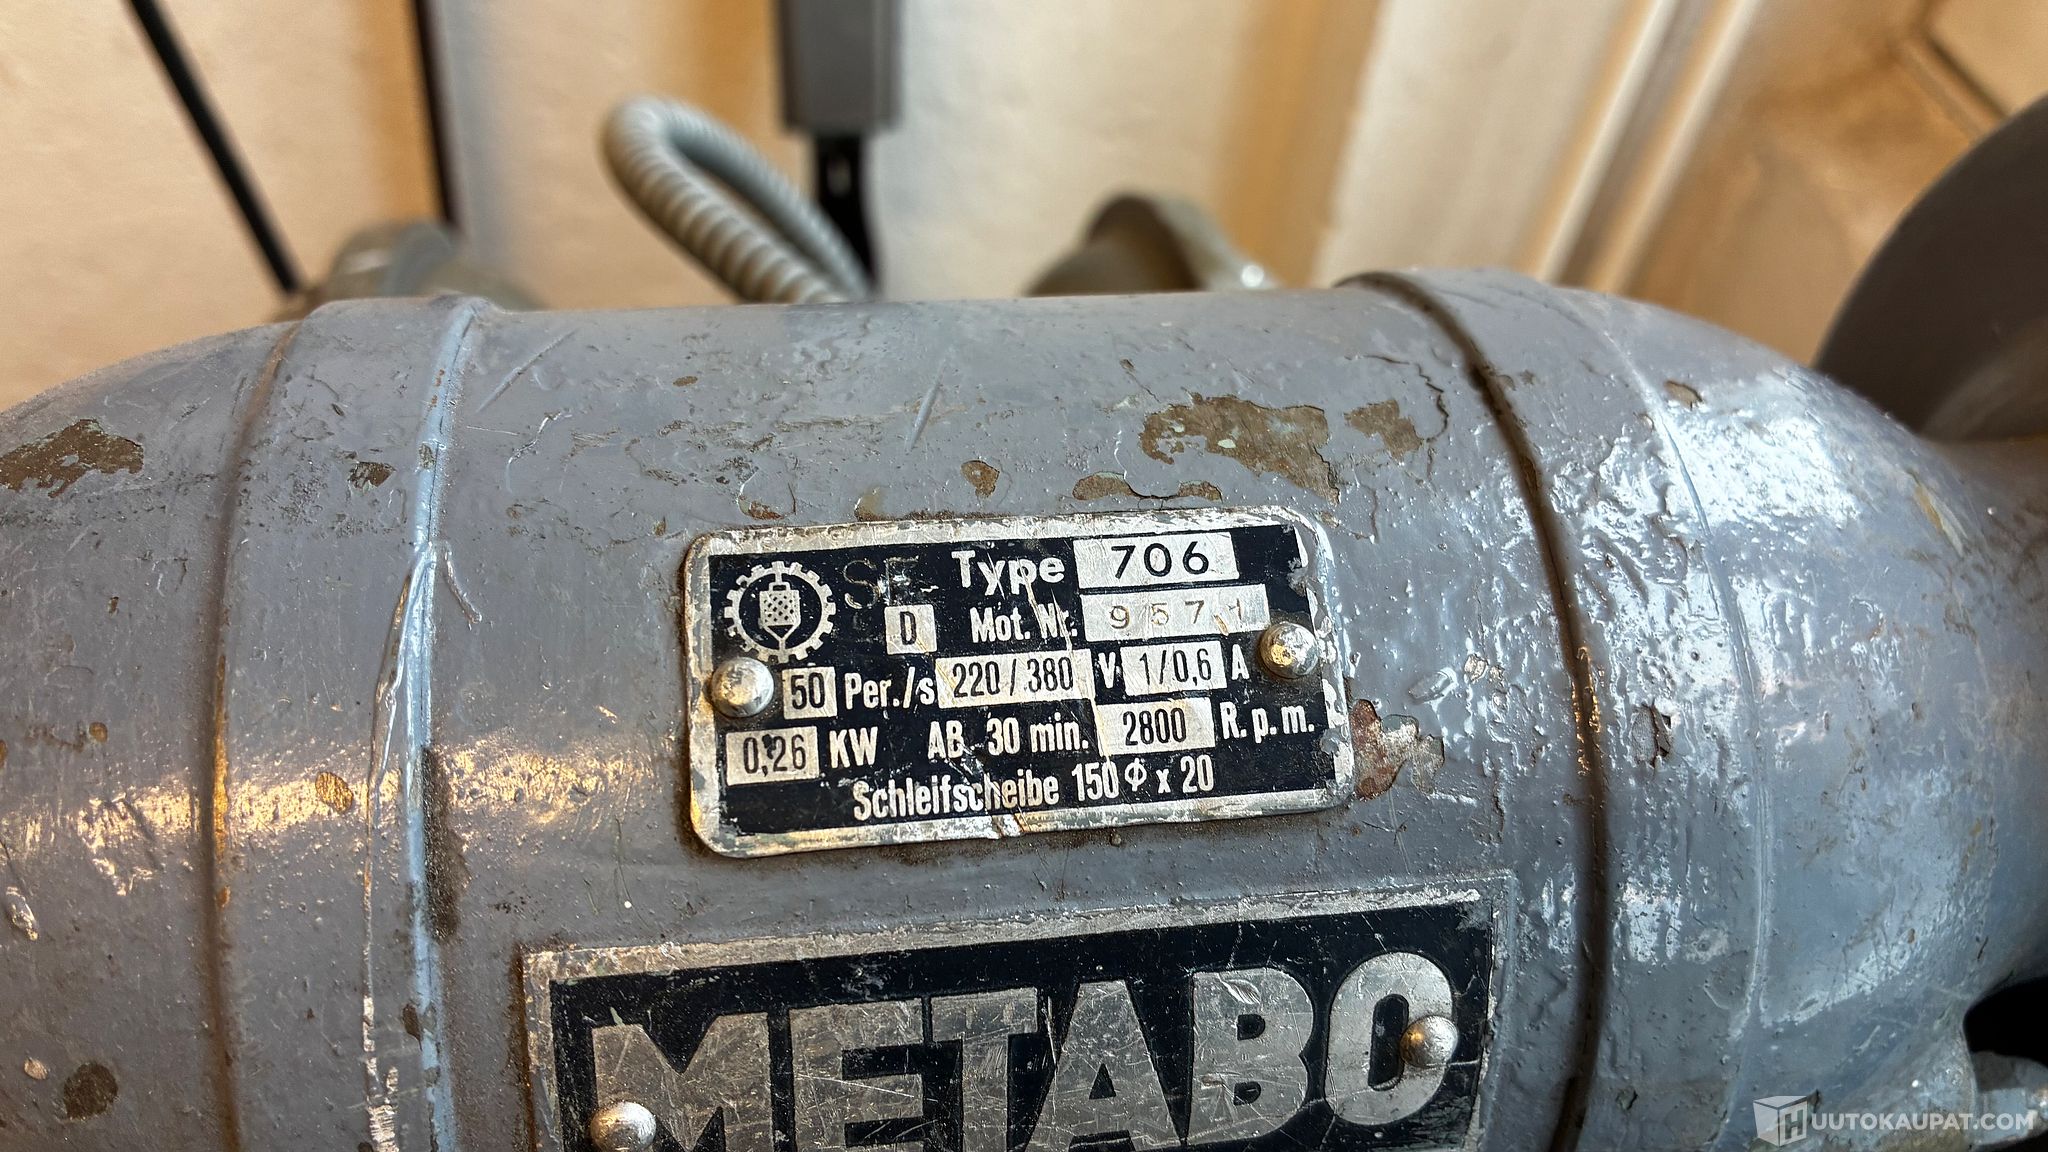 SF Type 706
D Mot. Nr. 9571
50 Per./s 220/380 V 1/0,6 A
0,26 KW AB 30 min. 2800 R.p.m.
Schleifscheibe 150 Φ x 20
METABO
HUUTOKAUPAT.COM